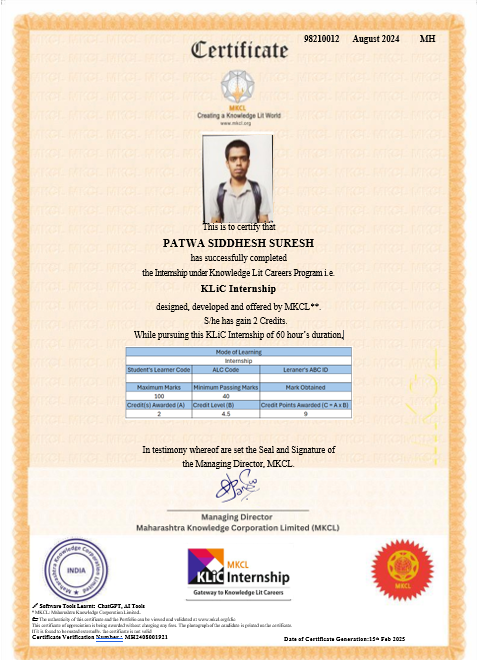 98210012 August 2024 MH
Certificate
MKCL
Creating a Knowledge Lit World
www.mkcl.org
This is to certify that
PATWA SIDDHESH SURESH
has successfully completed
the Internship under Knowledge Lit Careers Program i.e.
KLiC Internship
designed, developed and offered by MKCL**.
S/he has gain 2 Credits.
While pursuing this KLiC Internship of 60 hour's duration,
Mode of Learning
Internship
Student's Learner Code ALC Code Leraner's ABC ID
Maximum Marks Minimum Passing Marks Mark Obtained
100 40
Credit(s) Awarded (A) Credit Level (B) Credit Points Awarded (C = A x B)
2 4.5 9
In testimony whereof are set the Seal and Signature of
the Managing Director, MKCL.
Managing Director
Maharashtra Knowledge Corporation Limited (MKCL)
Maharashtra Knowledge Corporation Limited
INDIA
MKCL
KLiC Internship
Gateway to Knowledge Lit Careers
MKCL
Software Tools Learnt: ChatGPT, AI Tools
* MKCL: Maharashtra Knowledge Corporation Limited.
The authenticity of this certificate and the Portfolio can be viewed and validated at www.mkcl.org/klic
This certificate of appreciation is being awarded without charging any fees. The photograph of the candidate is printed on the certificate.
If it is found to be pasted externally, the certificate is not valid
Certificate Verification Number : MH2408001921
Date of Certificate Generation:15th Feb 2025